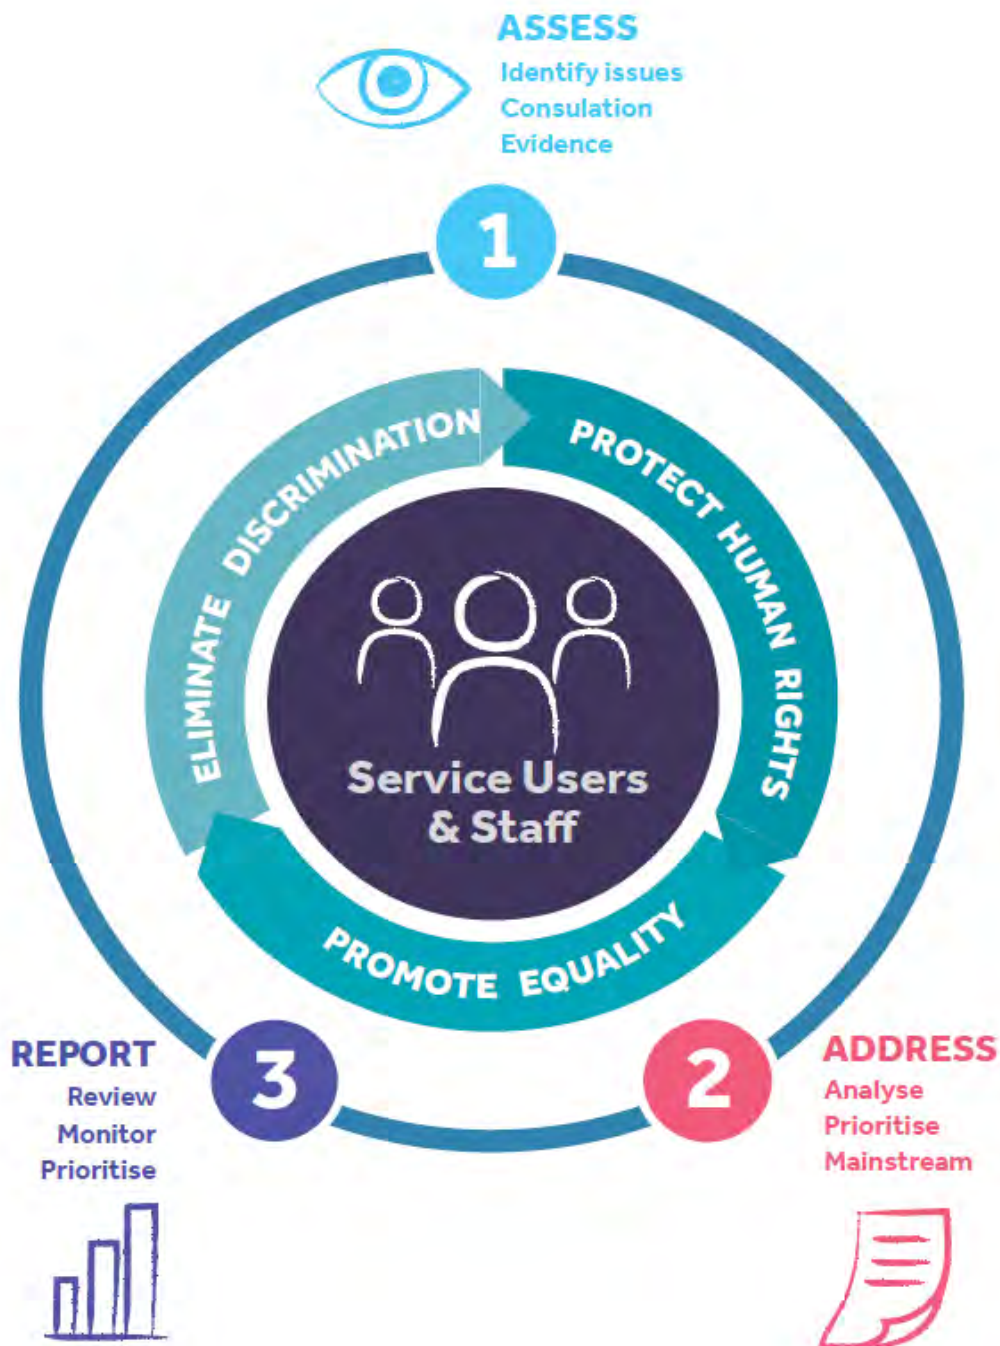 ASSESS
Identify issues
Consulation
Evidence
1
ELIMINATE DISCRIMINATION
PROTECT HUMAN RIGHTS
PROMOTE EQUALITY
Service Users
& Staff
2
ADDRESS
Analyse
Prioritise
Mainstream
3
REPORT
Review
Monitor
Prioritise